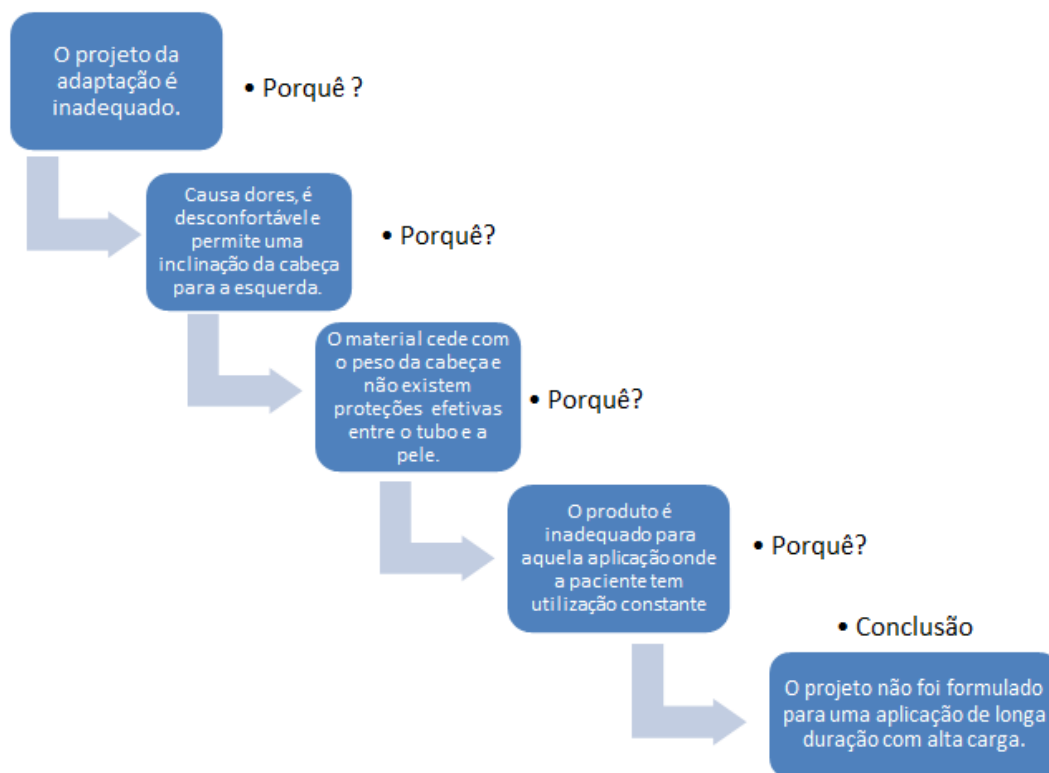 O projeto da
adaptação é
inadequado.
• Porquê ?
Causa dores, é
desconfortável e
permite uma
inclinação da cabeça
para a esquerda.
• Porquê?
O material cede com
o peso da cabeça e
não existem
proteções efetivas
entre o tubo e a
pele.
• Porquê?
O produto é
inadequado para
aquela aplicação onde
a paciente tem
utilização constante
• Porquê?
• Conclusão
O projeto não foi formulado
para uma aplicação de longa
duração com alta carga.